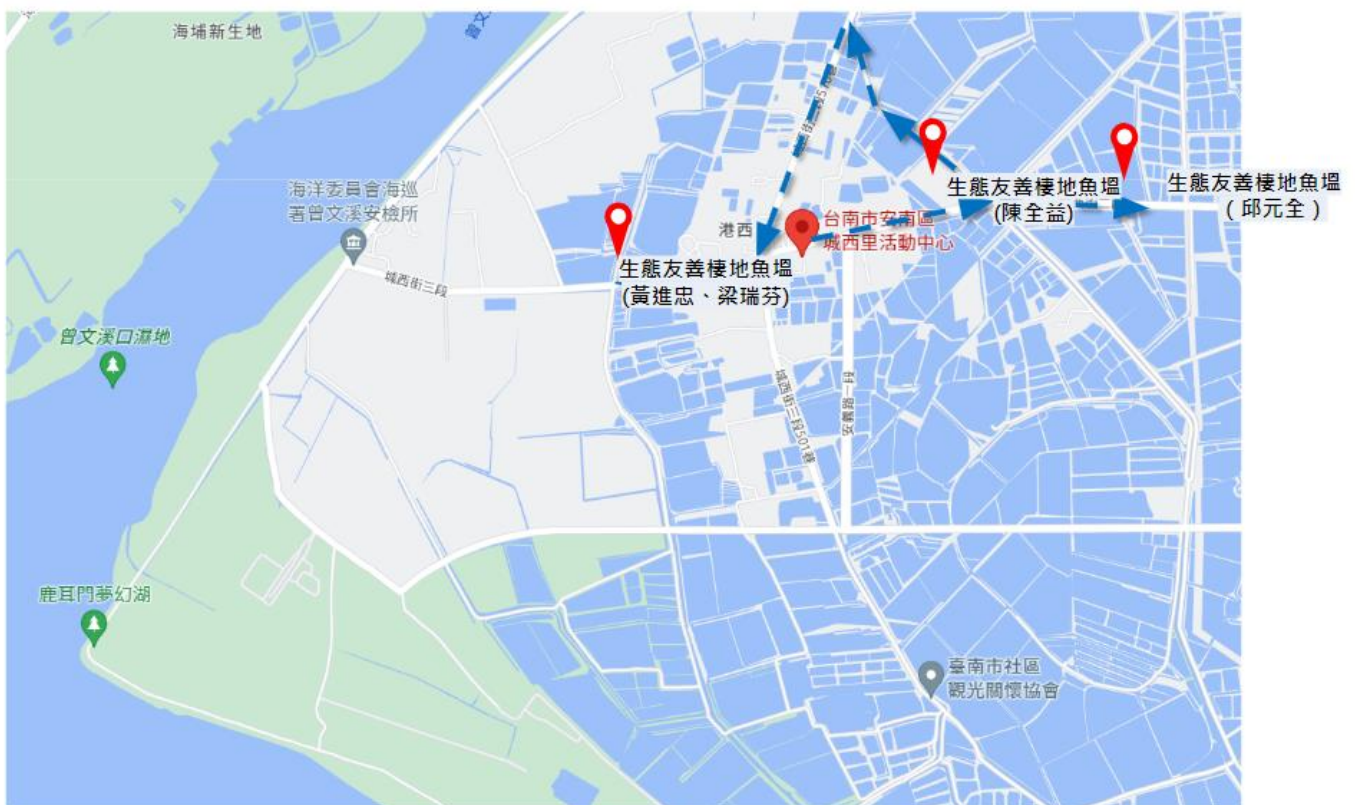 海埔新生地
曾文
海洋委員會海巡
署曾文溪安檢所
生態友善棲地魚塭
(陳全益)
生態友善棲地魚塭
(邱元全)
台南市安南區
城西里活動中心
港西
生態友善棲地魚塭
(黃進忠、梁瑞芬)
城西街三段
曾文溪口濕地
城西街三段501巷
安義路一段
鹿耳門夢幻湖
臺南市社區
觀光關懷協會